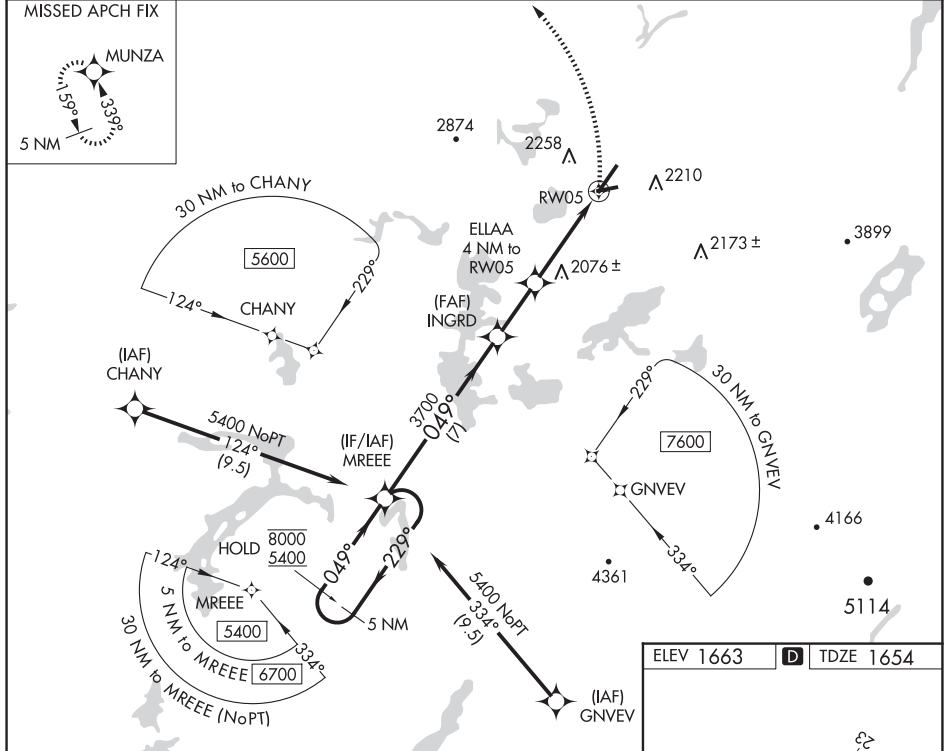 MISSED APCH FIX
MUNZA
159°
339°
5 NM
2874
2258
2210
RW05
30 NM to CHANY
5600
124°
229°
CHANY
ELLAA
4 NM to
RW05
2076 ±
2173 ±
3899
(FAF)
INGRD
(IAF)
CHANY
5400 NoPT
124°
(9.5)
3700
049°
(7)
(IF/IAF)
MREEE
30 NM to GNVEV
229°
7600
GNVEV
334°
4166
4361
5114
HOLD
8000
5400
049°
229°
5 NM
124°
MREEE
5400
334°
5 NM to MREEE
6700
30 NM to MREEE (NoPT)
5400 NoPT
334°
(9.5)
(IAF)
GNVEV
ELEV 1663
D
TDZE 1654
23